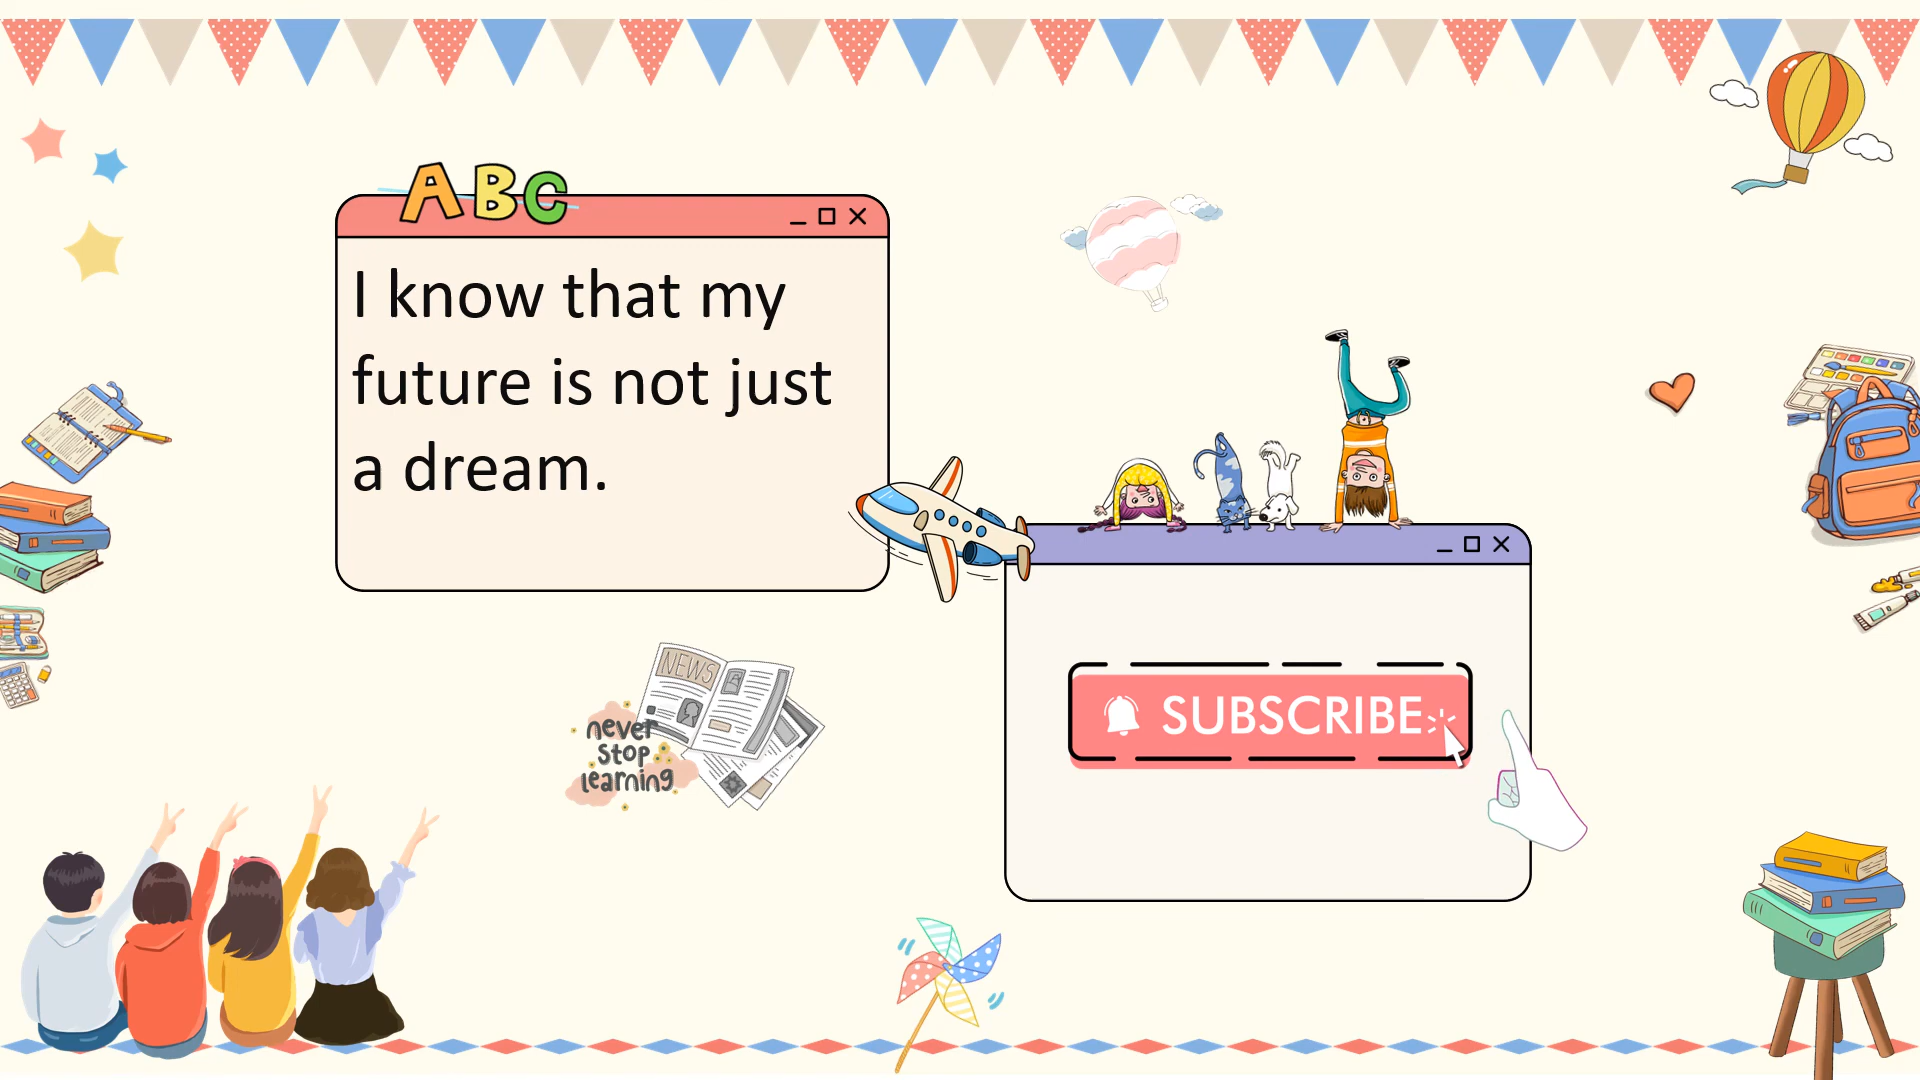 ABC
I know that my
future is not just
a dream.
NEWS
never
stop
learning
SUBSCRIBE